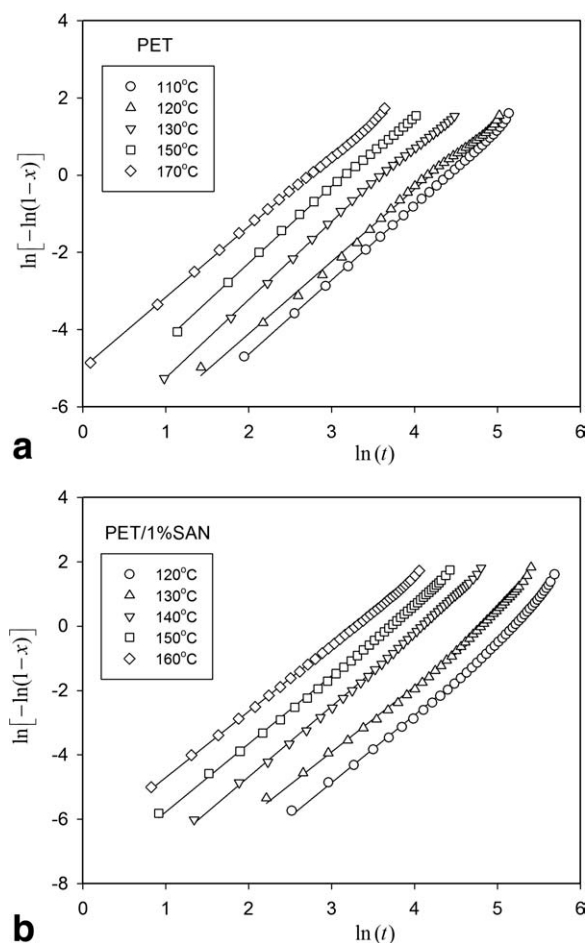 4
2
0
-2
-4
-6
0 1 2 3 4 5 6
ln[-ln(1-x)]
ln(t)
PET
110°C
120°C
130°C
150°C
170°C
a
4
2
0
-2
-4
-6
-8
0 1 2 3 4 5 6
ln[-ln(1-x)]
ln(t)
PET/1%SAN
120°C
130°C
140°C
150°C
160°C
b